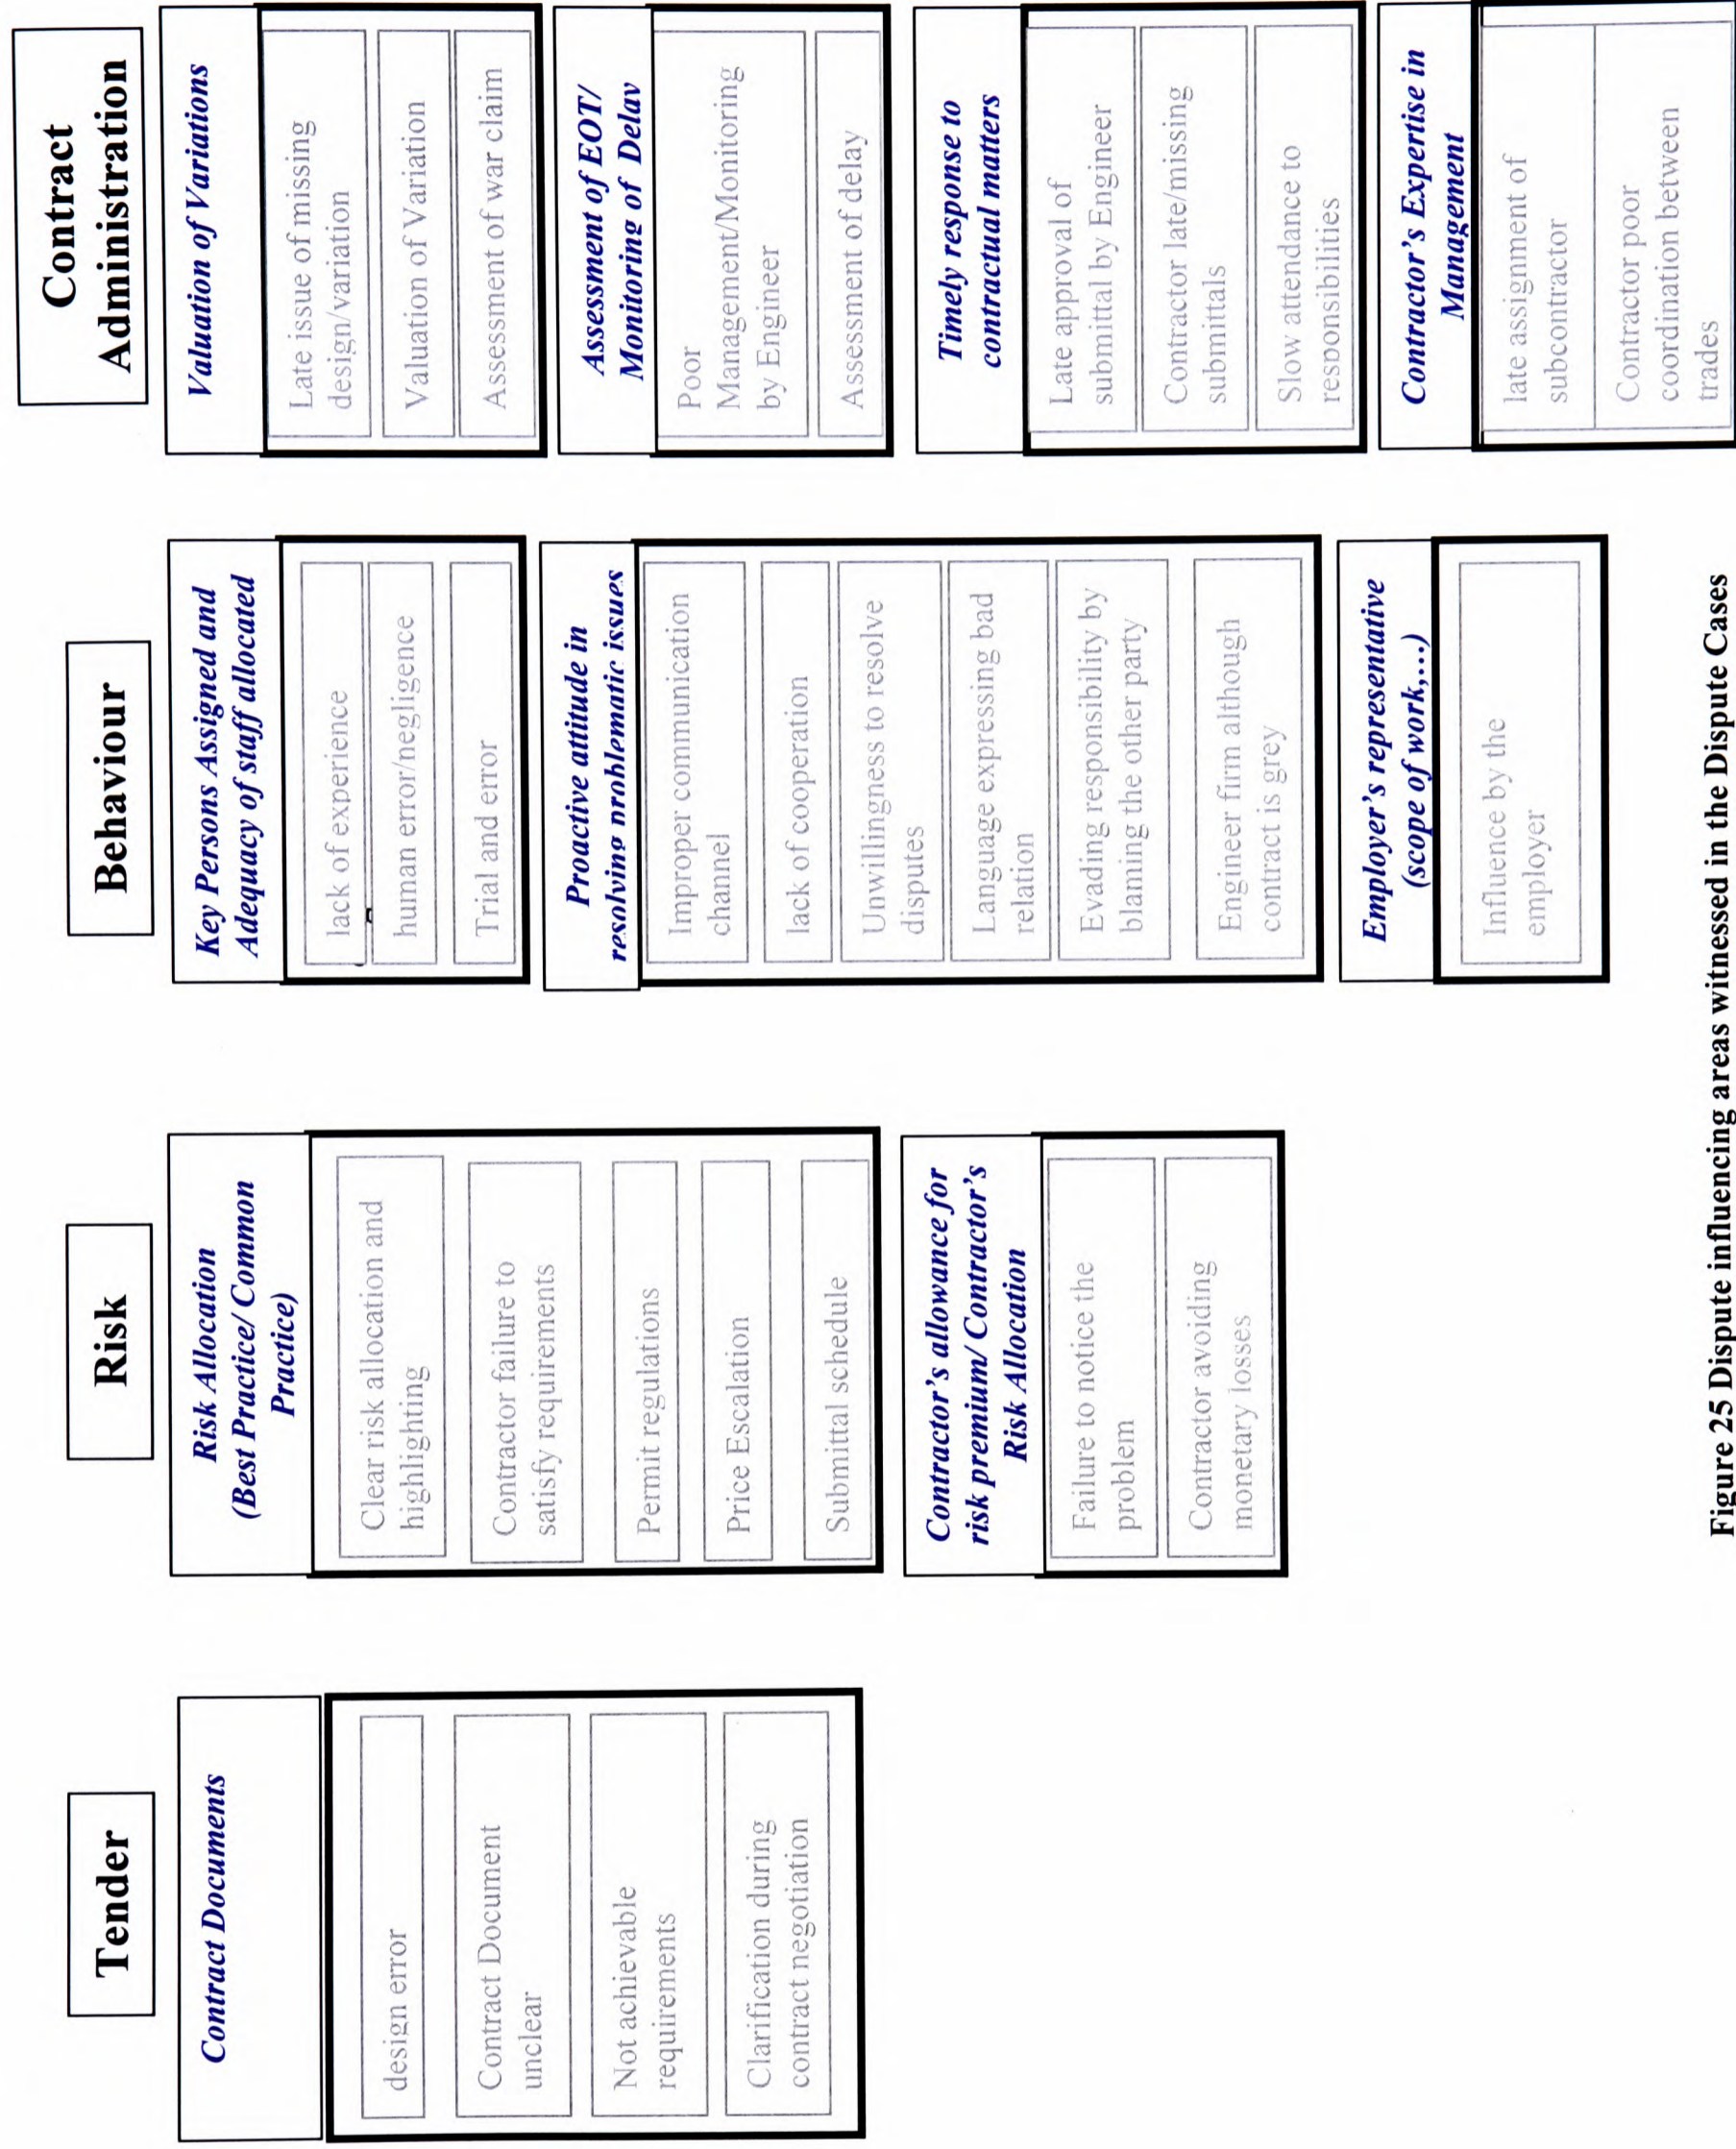 Tender
Contract Documents
design error
Contract Document
unclear
Not achievable
requirements
Clarification during
contract negotiation
Risk
Risk Allocation
(Best Practice/ Common
Practice)
Clear risk allocation and
highlighting
Contractor failure to
satisfy requirements
Permit regulations
Price Escalation
Submittal schedule
Contractor's allowance for
risk premium/ Contractor's
Risk Allocation
Failure to notice the
problem
Contractor avoiding
monetary losses
Behaviour
Key Persons Assigned and
Adequacy of staff allocated
lack of experience
human error/negligence
Trial and error
Proactive attitude in
resolving problematic issues
Improper communication
channel
lack of cooperation
Unwillingness to resolve
disputes
Language expressing bad
relation
Evading responsibility by
blaming the other party
Engineer firm although
contract is grey
Employer's representative
(scope of work,...)
Influence by the
employer
Contract
Administration
Valuation of Variations
Late issue of missing
design/variation
Valuation of Variation
Assessment of war claim
Assessment of EOT/
Monitoring of Delay
Poor
Management/Monitoring
by Engineer
Assessment of delay
Timely response to
contractual matters
Late approval of
submittal by Engineer
Contractor late/missing
submittals
Slow attendance to
responsibilities
Contractor's Expertise in
Management
late assignment of
subcontractor
Contractor poor
coordination between
trades
Figure 25 Dispute influencing areas witnessed in the Dispute Cases